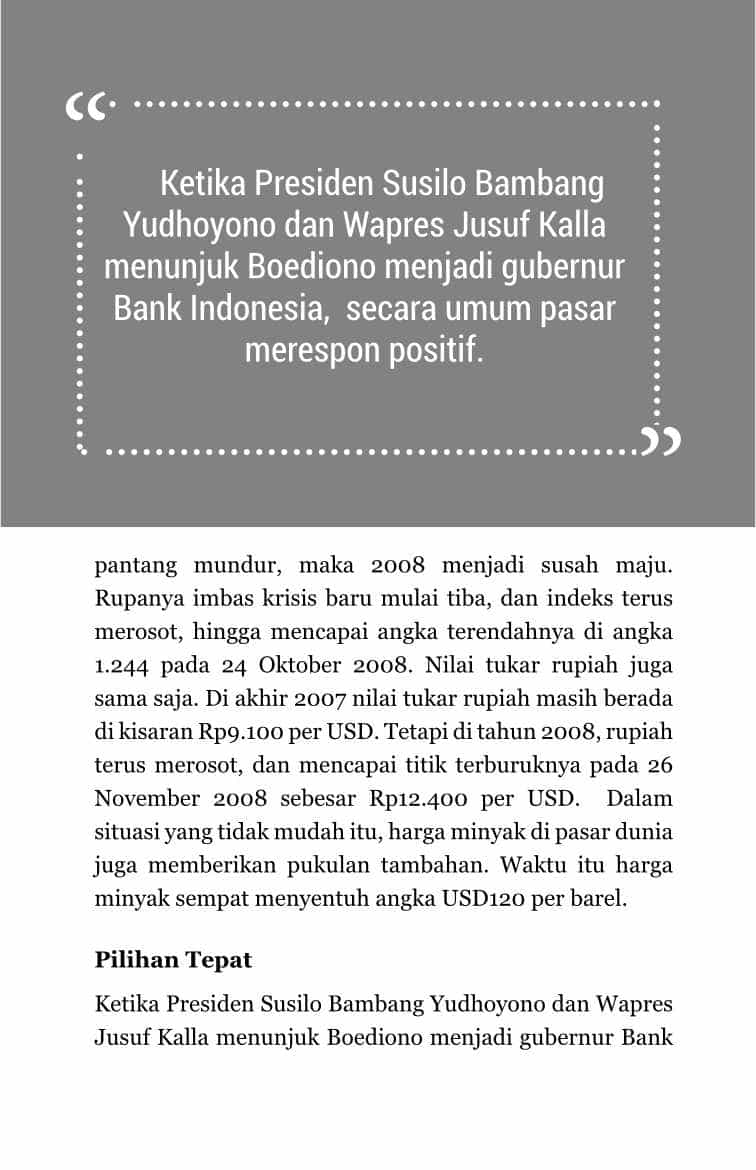 “
Ketika Presiden Susilo Bambang
Yudhoyono dan Wapres Jusuf Kalla
menunjuk Boediono menjadi gubernur
Bank Indonesia,  secara umum pasar
merespon positif.
”
pantang mundur, maka 2008 menjadi susah maju.
Rupanya imbas krisis baru mulai tiba, dan indeks terus
merosot, hingga mencapai angka terendahnya di angka
1.244 pada 24 Oktober 2008. Nilai tukar rupiah juga
sama saja. Di akhir 2007 nilai tukar rupiah masih berada
di kisaran Rp9.100 per USD. Tetapi di tahun 2008, rupiah
terus merosot, dan mencapai titik terburuknya pada 26
November 2008 sebesar Rp12.400 per USD.  Dalam
situasi yang tidak mudah itu, harga minyak di pasar dunia
juga memberikan pukulan tambahan. Waktu itu harga
minyak sempat menyentuh angka USD120 per barel.
Pilihan Tepat
Ketika Presiden Susilo Bambang Yudhoyono dan Wapres
Jusuf Kalla menunjuk Boediono menjadi gubernur Bank